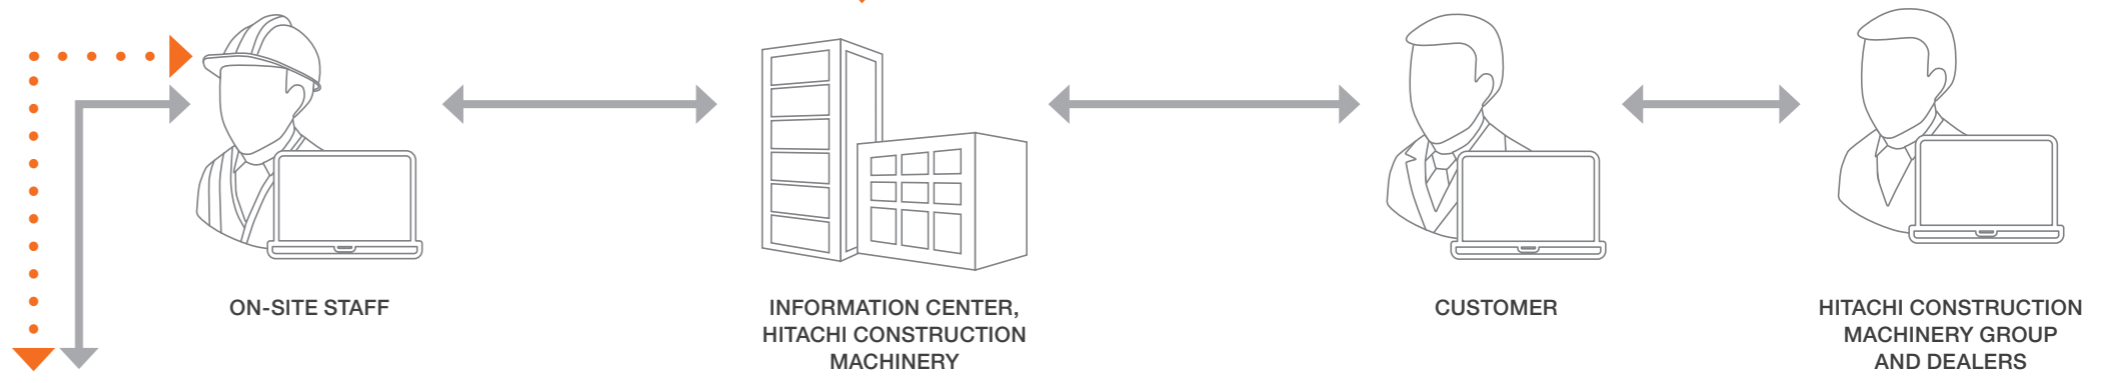 ON-SITE STAFF
INFORMATION CENTER,
HITACHI CONSTRUCTION
MACHINERY
CUSTOMER
HITACHI CONSTRUCTION
MACHINERY GROUP
AND DEALERS